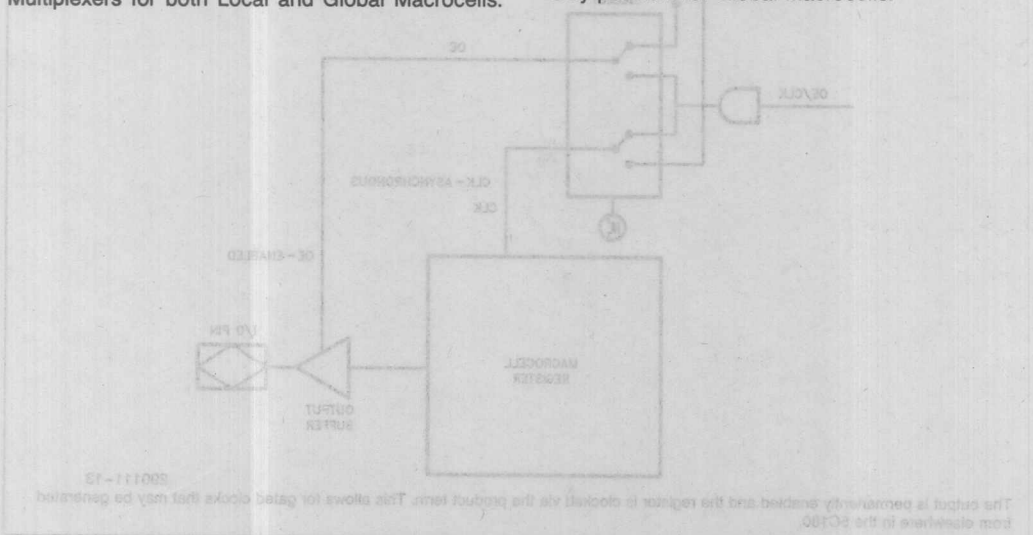 Multiplexers for both Local and Global Macrocells.
OE
OE/CLK
CLK-ASYNCHRONOUS
CLK
OE-ENABLED
I/O PIN
MACROCELL
REGISTER
OUTPUT
BUFFER
290111-13
The output is permanently enabled and the register is clocked via the product term. This allows for gated clocks that may be generated
from elsewhere in the 5C180.